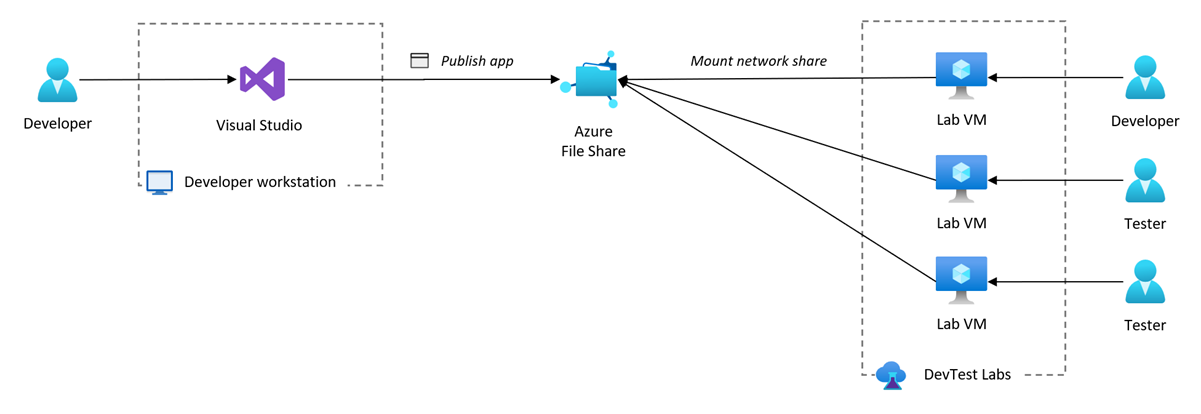 Publish app
Mount network share
Developer
Visual Studio
Azure
File Share
Lab VM
Developer
Developer workstation
Lab VM
Tester
Lab VM
Tester
DevTest Labs